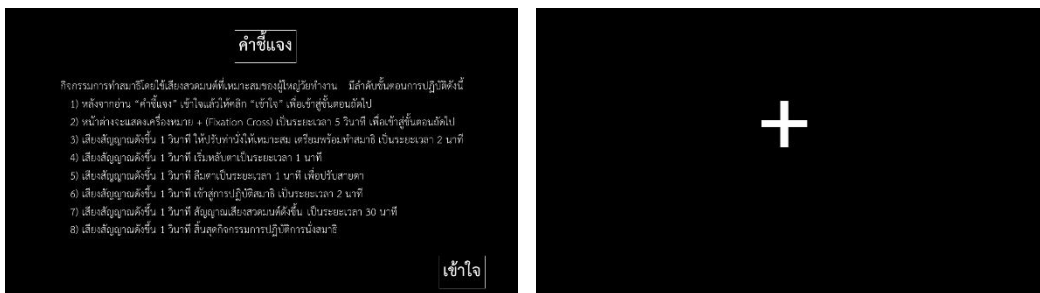 คำชี้แจง
กิจกรรมการทำสมาธิโดยใช้เสียงสวดมนต์ที่เหมาะสมของผู้ใหญ่วัยทำงาน มีลำดับขั้นตอนการปฏิบัติดังนี้
1) หลังจากอ่าน “คำชี้แจง” เข้าใจแล้วให้คลิก “เข้าใจ” เพื่อเข้าสู่ขั้นตอนถัดไป
2) หน้าต่างจะแสดงเครื่องหมาย + (Fixation Cross) เป็นระยะเวลา 5 วินาที เพื่อเข้าสู่ขั้นตอนถัดไป
3) เสียงสัญญาณดังขึ้น 1 วินาที ให้ปรับท่านั่งให้เหมาะสม เตรียมพร้อมทำสมาธิ เป็นระยะเวลา 2 นาที
4) เสียงสัญญาณดังขึ้น 1 วินาที เริ่มหลับตาเป็นระยะเวลา 1 นาที
5) เสียงสัญญาณดังขึ้น 1 วินาที ลืมตาเป็นระยะเวลา 1 นาที เพื่อปรับสายตา
6) เสียงสัญญาณดังขึ้น 1 วินาที เข้าสู่การปฏิบัติสมาธิ เป็นระยะเวลา 2 นาที
7) เสียงสัญญาณดังขึ้น 1 วินาที สัญญาณเสียงสวดมนต์ดังขึ้น เป็นระยะเวลา 30 นาที
8) เสียงสัญญาณดังขึ้น 1 วินาที สิ้นสุดกิจกรรมการปฏิบัติการนั่งสมาธิ
เข้าใจ
+